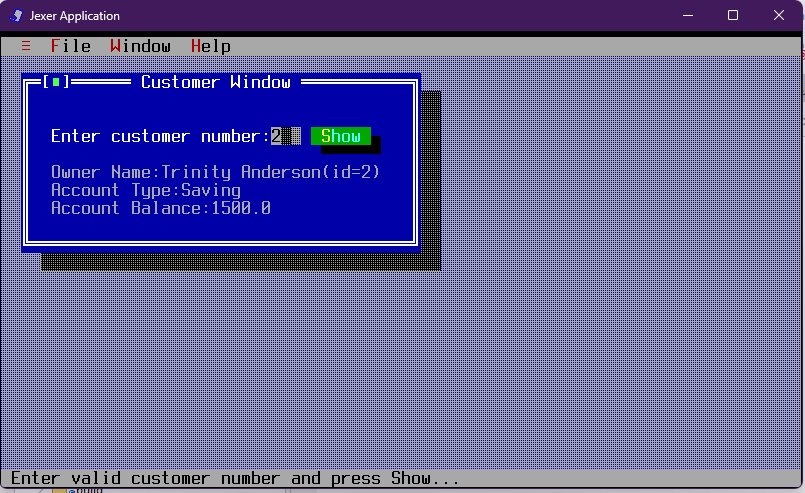 Jexer Application
File Window Help
Customer Window
Enter customer number:2 Show
Owner Name:Trinity Anderson(id=2)
Account Type:Saving
Account Balance:1500.0
Enter valid customer number and press Show...